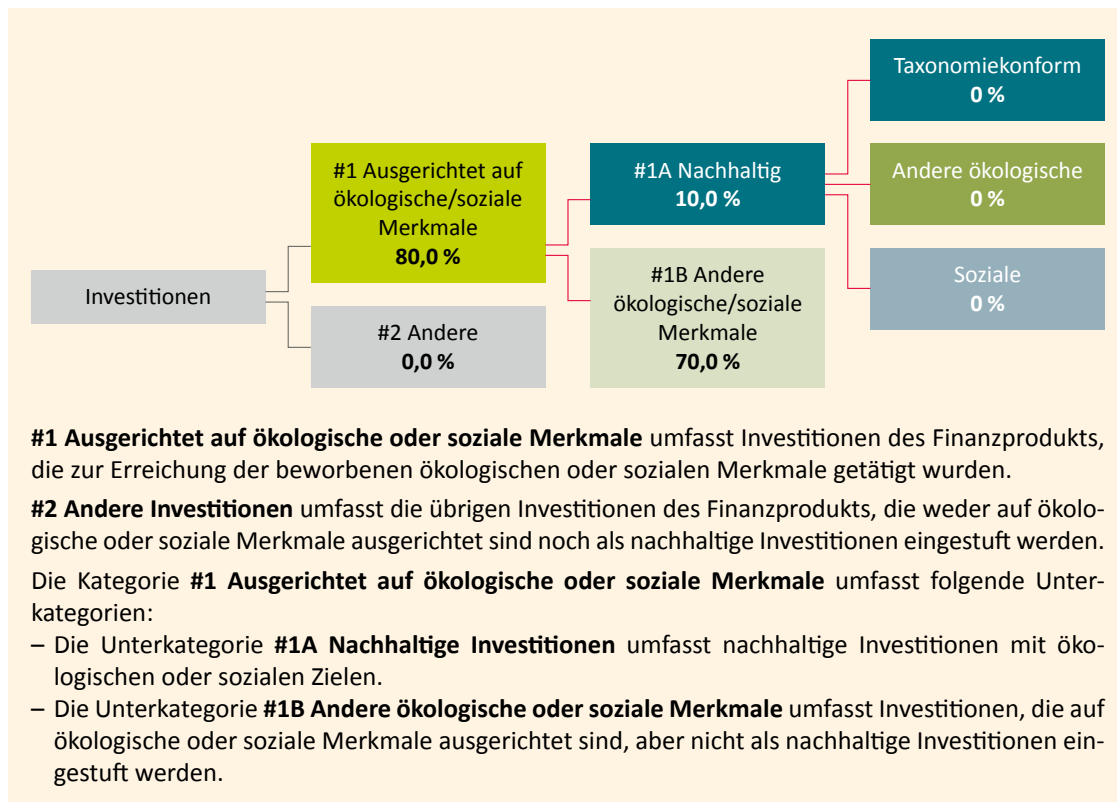 Taxonomiekonform
0 %
#1 Ausgerichtet auf
ökologische/soziale
Merkmale
80,0 %
#1A Nachhaltig
10,0 %
Andere ökologische
0 %
Investitionen
#2 Andere
0,0 %
#1B Andere
ökologische/soziale
Merkmale
70,0 %
Soziale
0 %
#1 Ausgerichtet auf ökologische oder soziale Merkmale umfasst Investitionen des Finanzprodukts,
die zur Erreichung der beworbenen ökologischen oder sozialen Merkmale getätigt wurden.
#2 Andere Investitionen umfasst die übrigen Investitionen des Finanzprodukts, die weder auf ökolo-
gische oder soziale Merkmale ausgerichtet sind noch als nachhaltige Investitionen eingestuft werden.
Die Kategorie #1 Ausgerichtet auf ökologische oder soziale Merkmale umfasst folgende Unter-
kategorien:
– Die Unterkategorie #1A Nachhaltige Investitionen umfasst nachhaltige Investitionen mit öko-
logischen oder sozialen Zielen.
– Die Unterkategorie #1B Andere ökologische oder soziale Merkmale umfasst Investitionen, die auf
ökologische oder soziale Merkmale ausgerichtet sind, aber nicht als nachhaltige Investitionen ein-
gestuft werden.